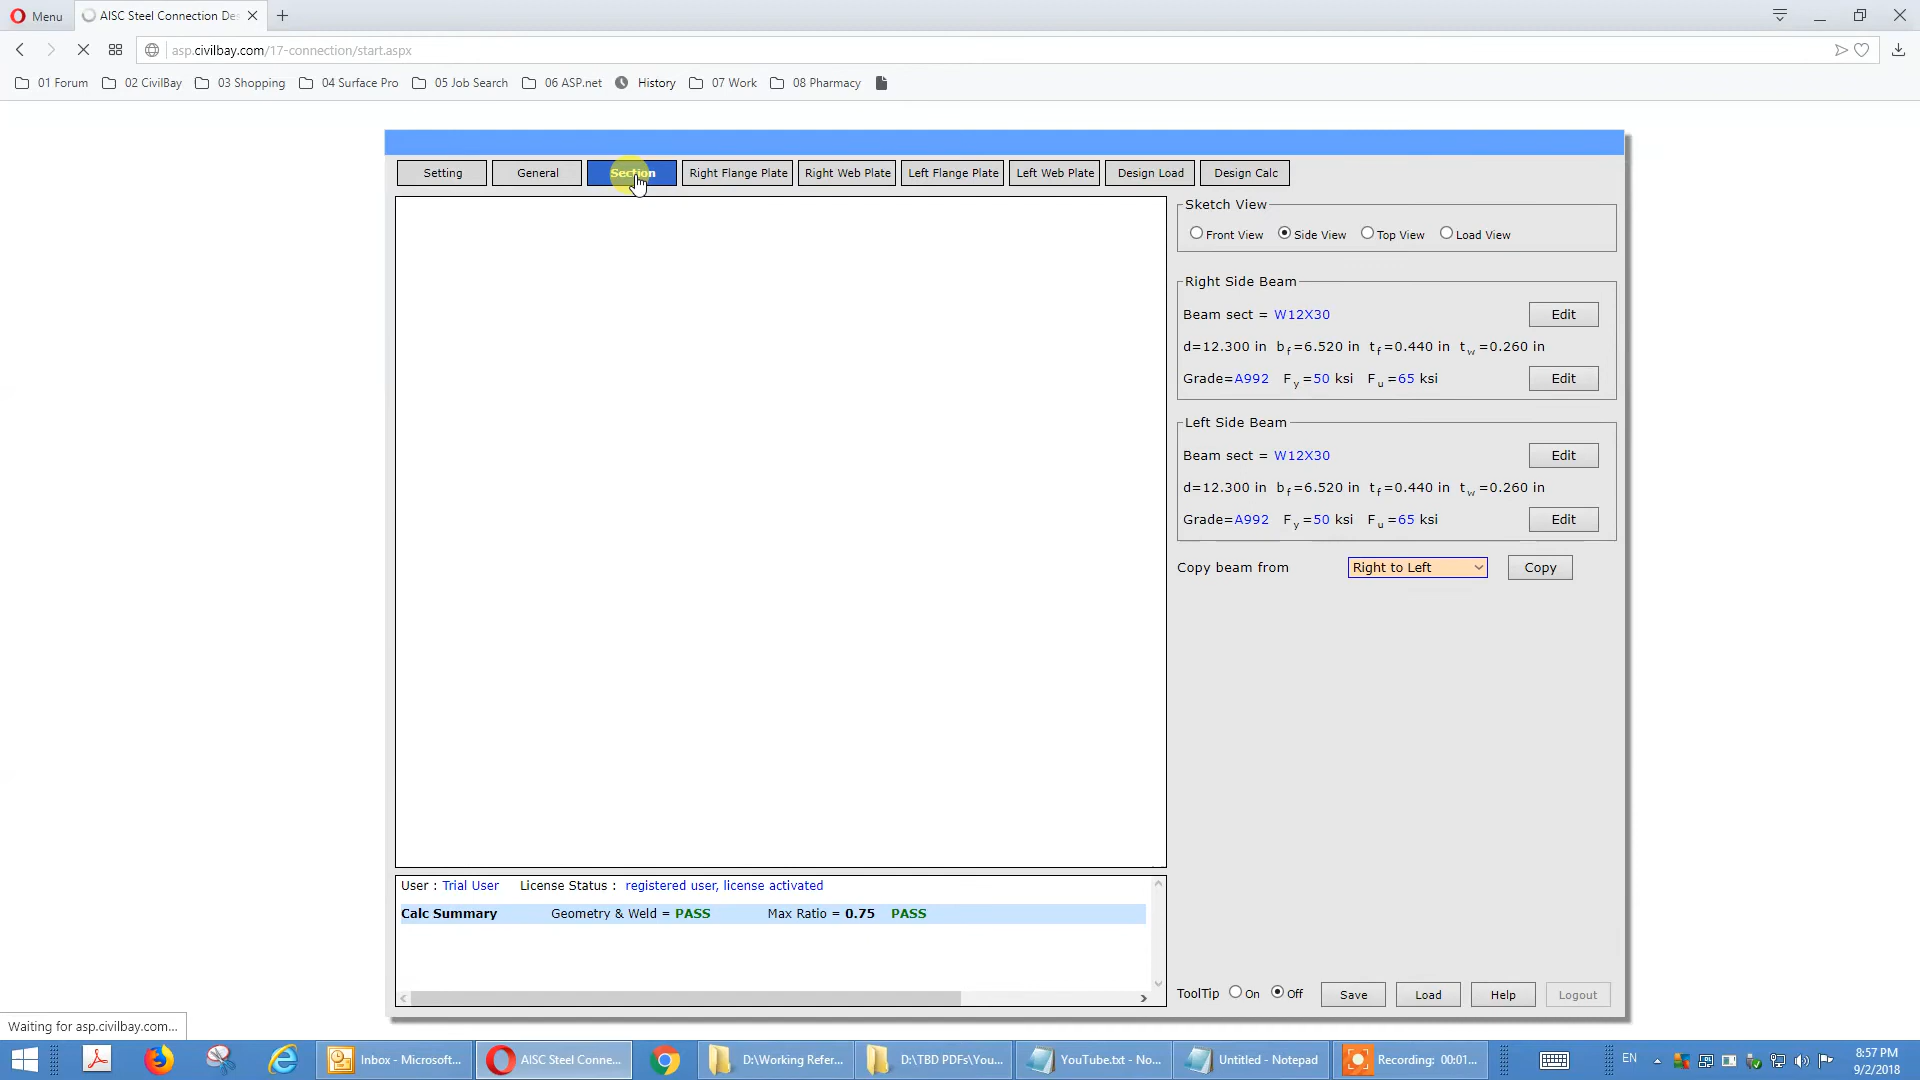 Menu
AISC Steel Connection De
asp.civilbay.com/17-connection/start.aspx
01 Forum
02 CivilBay
03 Shopping
04 Surface Pro
05 Job Search
06 ASP.net
History
07 Work
08 Pharmacy
Setting
General
Section
Right Flange Plate
Right Web Plate
Left Flange Plate
Left Web Plate
Design Load
Design Calc
Sketch View
Front View
Side View
Top View
Load View
Right Side Beam
Beam sect = W12X30
Edit
d=12.300 in bf=6.520 in tf=0.440 in tw=0.260 in
Grade=A992 Fy=50 ksi Fu=65 ksi
Edit
Left Side Beam
Beam sect = W12X30
Edit
d=12.300 in bf=6.520 in tf=0.440 in tw=0.260 in
Grade=A992 Fy=50 ksi Fu=65 ksi
Edit
Copy beam from
Right to Left
Copy
User : Trial User License Status : registered user, license activated
Calc Summary Geometry & Weld = PASS Max Ratio = 0.75 PASS
ToolTip On Off
Save
Load
Help
Logout
Waiting for asp.civilbay.com...
Inbox - Microsoft...
AISC Steel Conne...
D:\Working Refer...
D:\TBD PDFs\You...
YouTube.txt - No...
Untitled - Notepad
Recording: 00:01...
EN
8:57 PM
9/2/2018